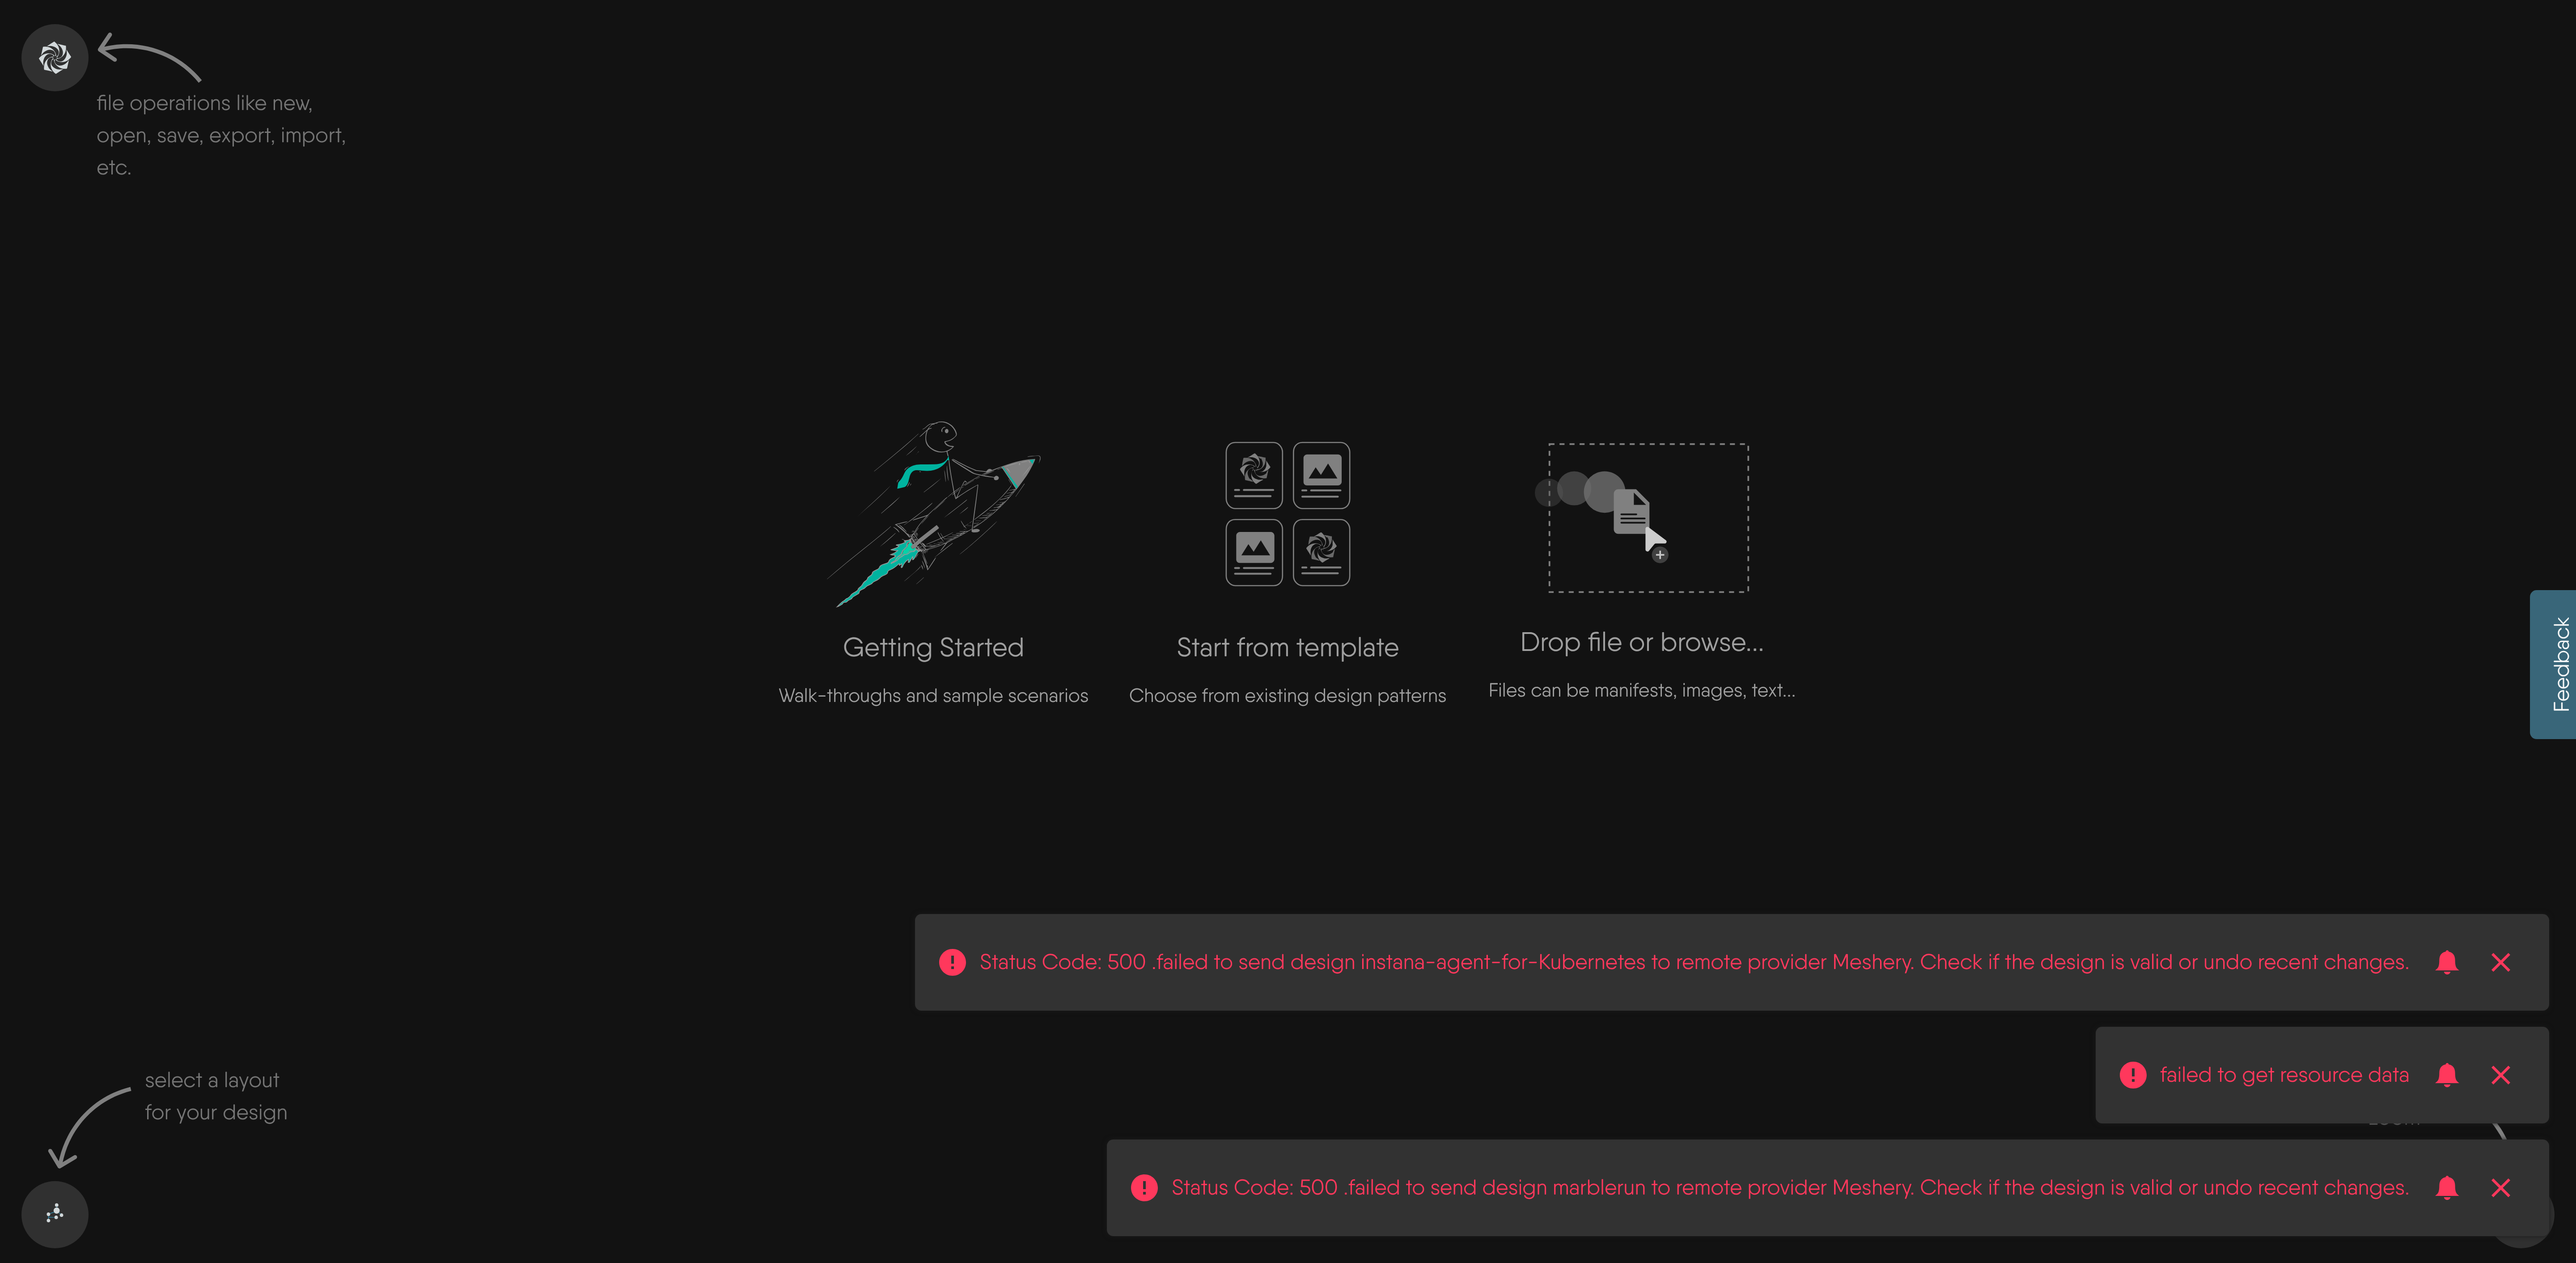 file operations like new,
open, save, export, import,
etc.
Getting Started
Walk-throughs and sample scenarios
Start from template
Choose from existing design patterns
Drop file or browse...
Files can be manifests, images, text...
Feedback
Status Code: 500 .failed to send design instana-agent-for-Kubernetes to remote provider Meshery. Check if the design is valid or undo recent changes.
failed to get resource data
select a layout
for your design
Status Code: 500 .failed to send design marblerun to remote provider Meshery. Check if the design is valid or undo recent changes.